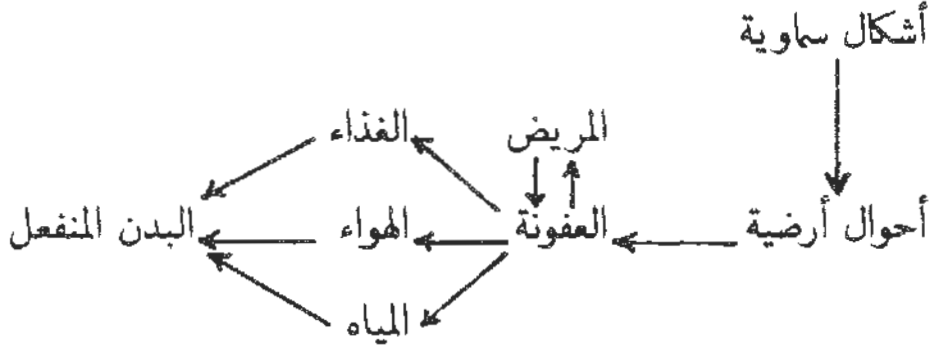 أشكال سماوية
الغذاء
المريض
أحوال أرضية
العفونة
الهواء
البدن المنفعل
المياه